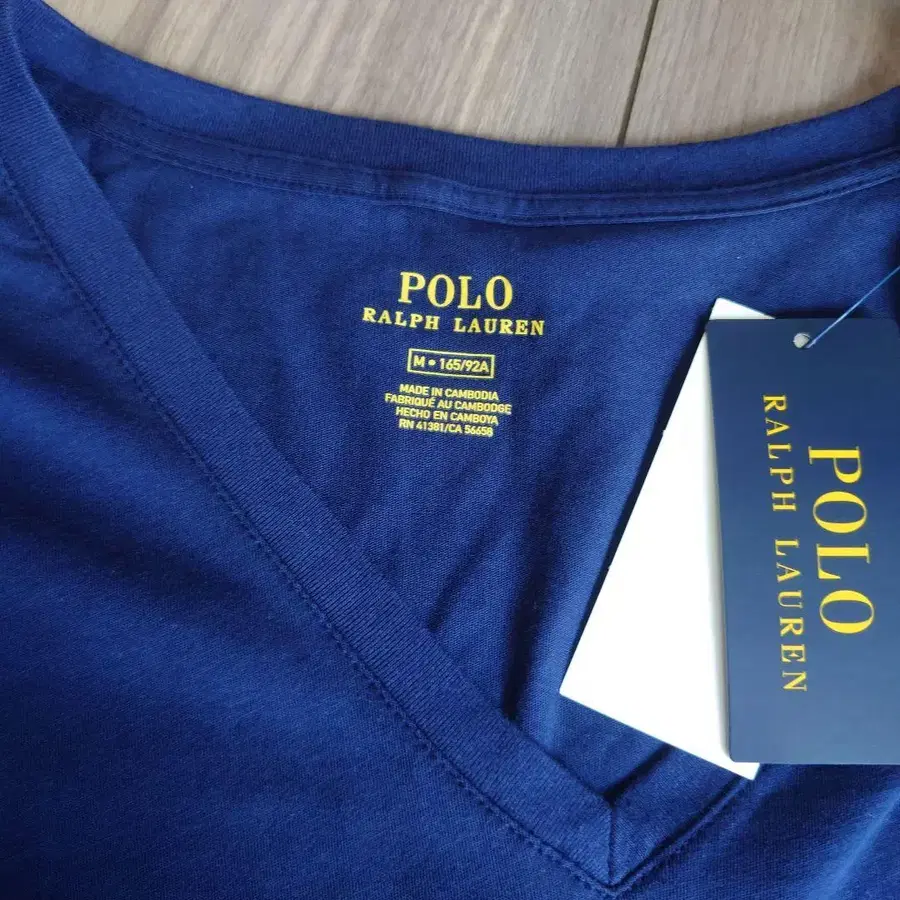 POLO
RALPH LAUREN
M • 165/92A
MADE IN CAMBODIA
FABRIQUÉ AU CAMBODGE
HECHO EN CAMBOYA
RN 41381/CA 56658
POLO
RALPH LAUREN